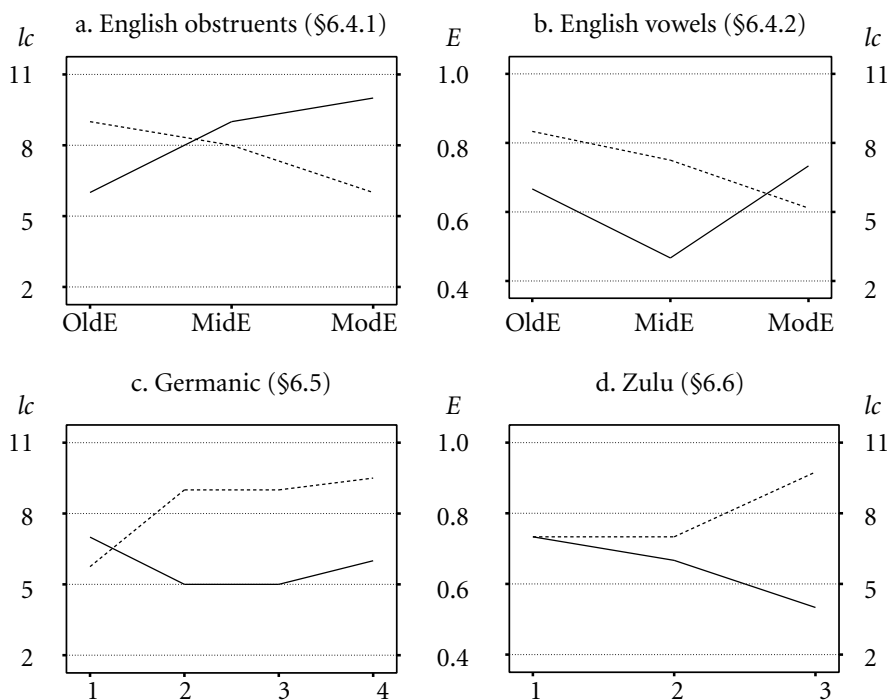 a. English obstruents (§6.4.1)
b. English vowels (§6.4.2)
lc
E
lc
11
1.0
11
8
0.8
8
5
0.6
5
2
0.4
2
OldE MidE ModE
OldE MidE ModE
c. Germanic (§6.5)
d. Zulu (§6.6)
lc
E
lc
11
1.0
11
8
0.8
8
5
0.6
5
2
0.4
2
1 2 3 4
1 2 3